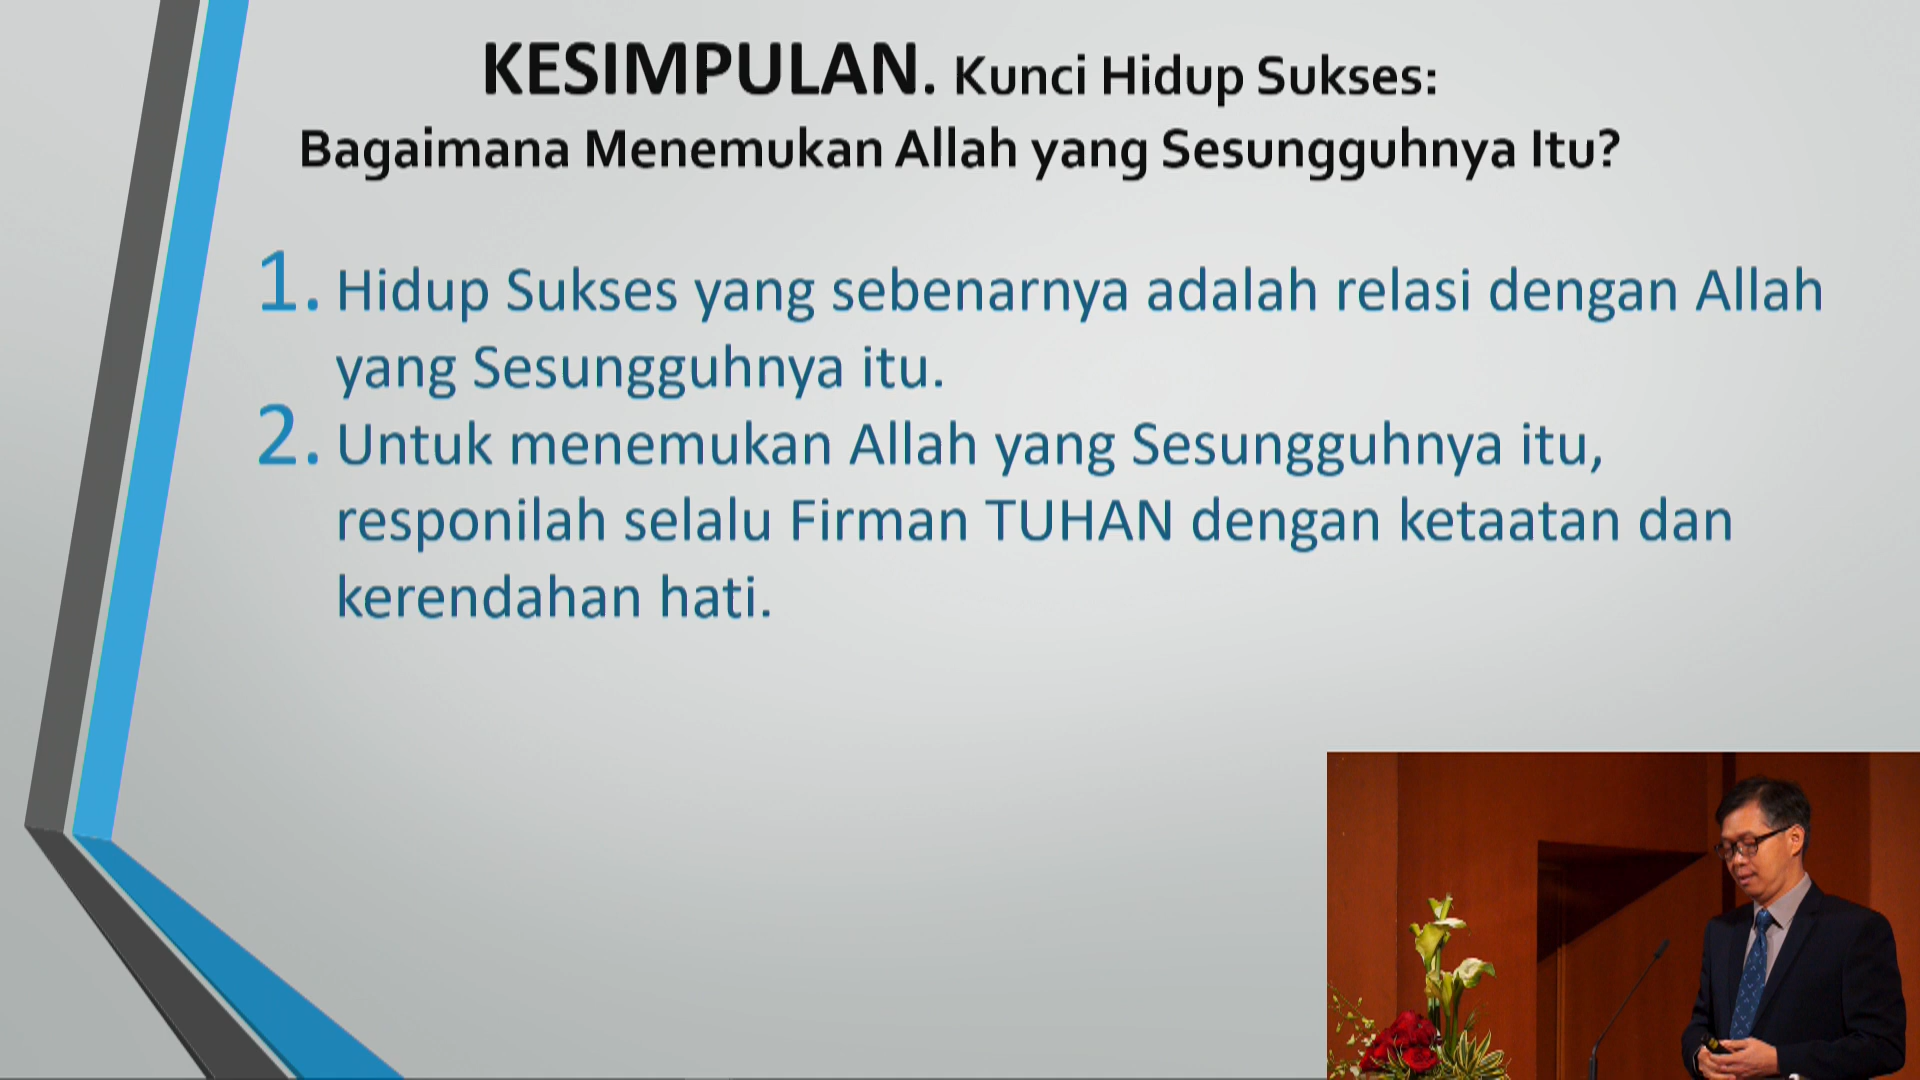 KESIMPULAN. Kunci Hidup Sukses:
Bagaimana Menemukan Allah yang Sesungguhnya Itu?
1. Hidup Sukses yang sebenarnya adalah relasi dengan Allah
yang Sesungguhnya itu.
2. Untuk menemukan Allah yang Sesungguhnya itu,
responilah selalu Firman TUHAN dengan ketaatan dan
kerendahan hati.